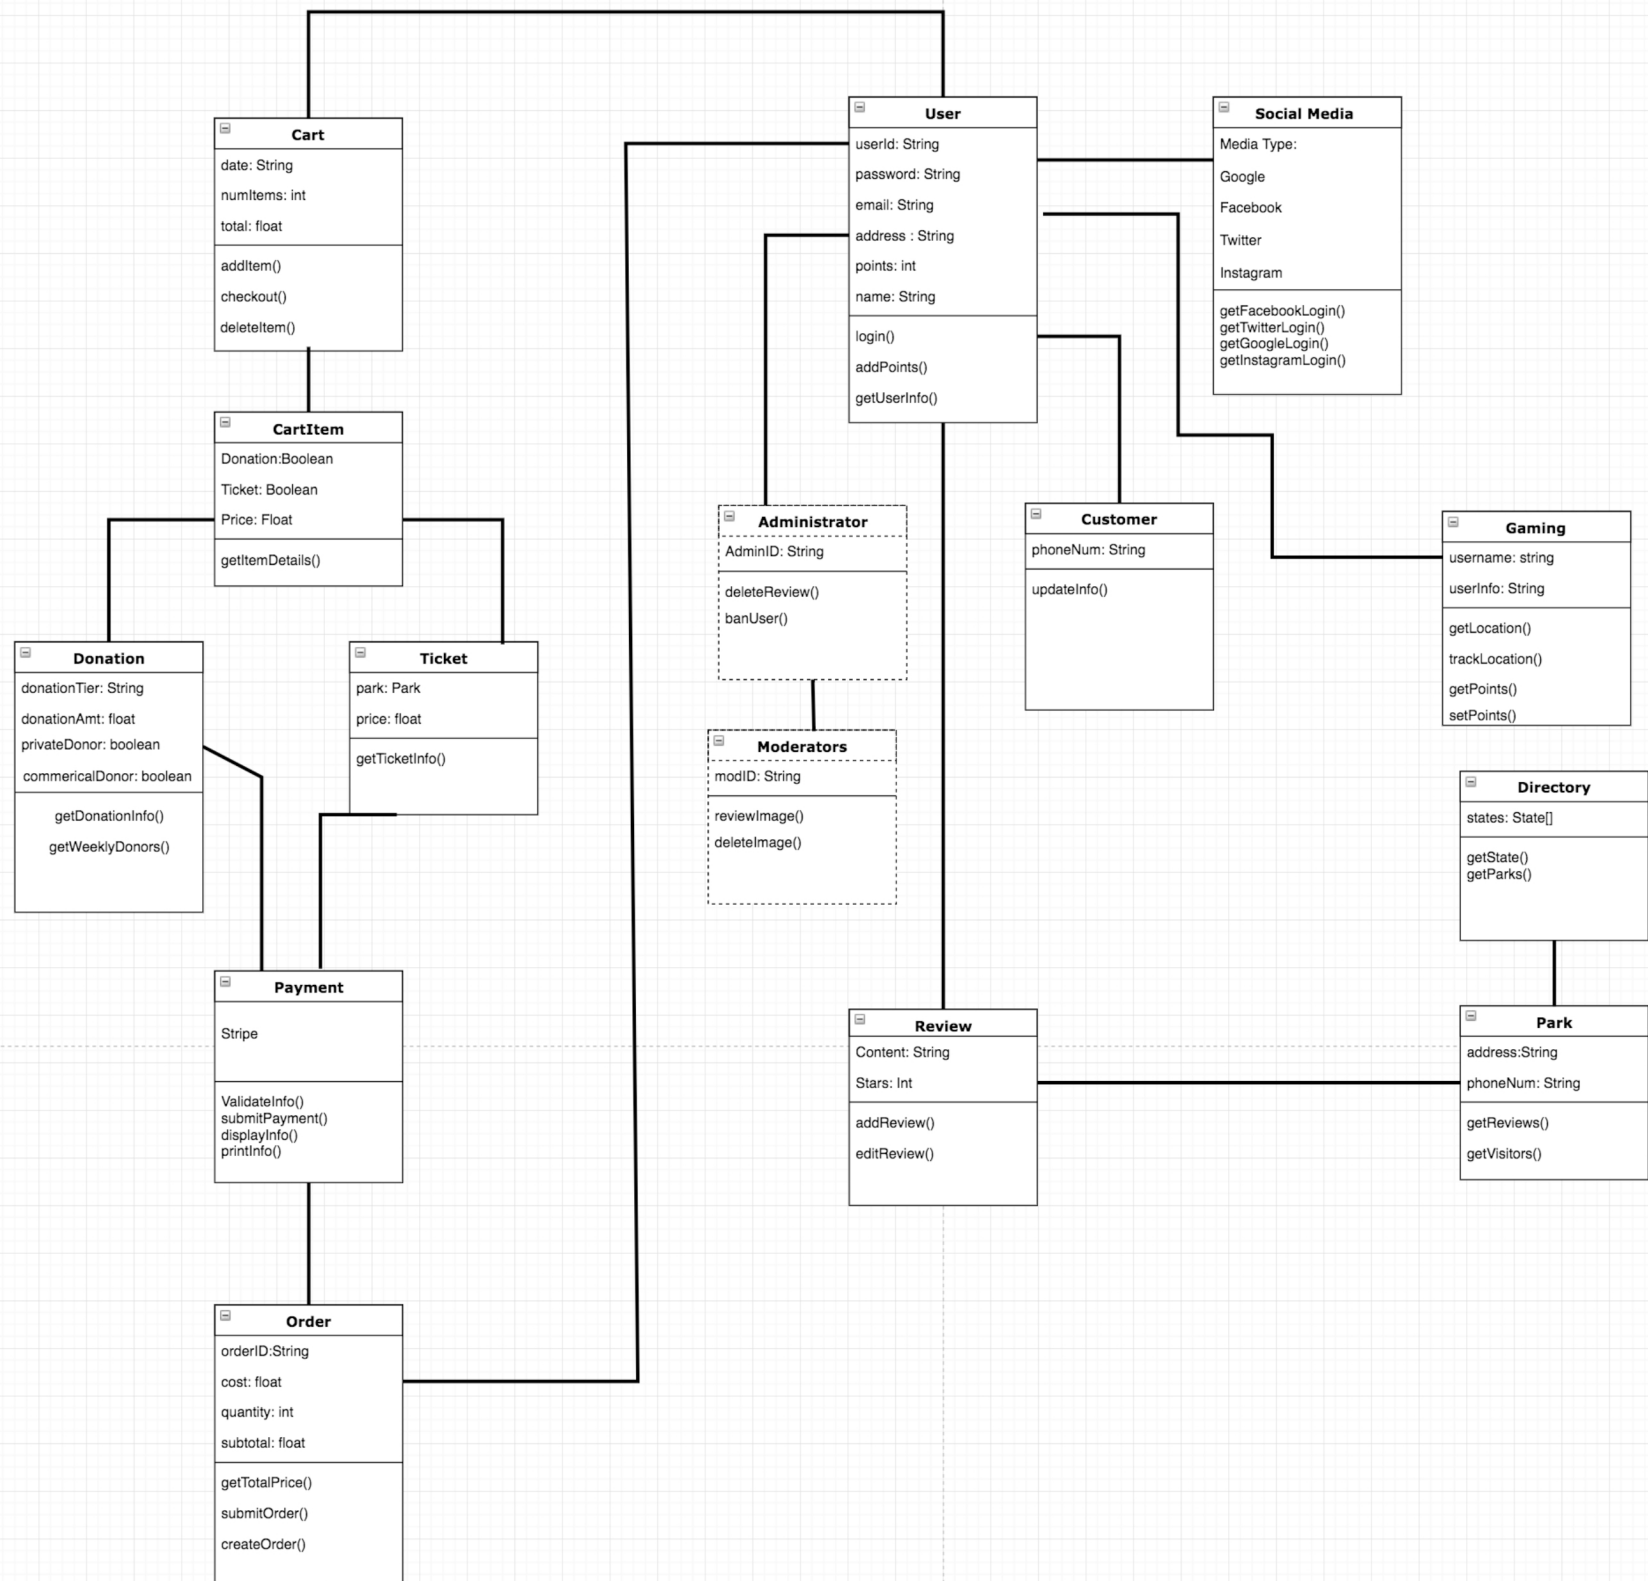 Cart
date: String
numItems: int
total: float
addItem()
checkout()
deleteItem()
User
userId: String
password: String
email: String
address : String
points: int
name: String
login()
addPoints()
getUserInfo()
Social Media
Media Type:
Google
Facebook
Twitter
Instagram
getFacebookLogin()
getTwitterLogin()
getGoogleLogin()
getInstagramLogin()
CartItem
Donation:Boolean
Ticket: Boolean
Price: Float
getItemDetails()
Administrator
AdminID: String
deleteReview()
banUser()
Customer
phoneNum: String
updateInfo()
Gaming
username: string
userInfo: String
getLocation()
trackLocation()
getPoints()
setPoints()
Donation
donationTier: String
donationAmt: float
privateDonor: boolean
commericalDonor: boolean
getDonationInfo()
getWeeklyDonors()
Ticket
park: Park
price: float
getTicketInfo()
Moderators
modID: String
reviewImage()
deleteImage()
Directory
states: State[]
getState()
getParks()
Payment
Stripe
ValidateInfo()
submitPayment()
displayInfo()
printInfo()
Review
Content: String
Stars: Int
addReview()
editReview()
Park
address:String
phoneNum: String
getReviews()
getVisitors()
Order
orderID:String
cost: float
quantity: int
subtotal: float
getTotalPrice()
submitOrder()
createOrder()